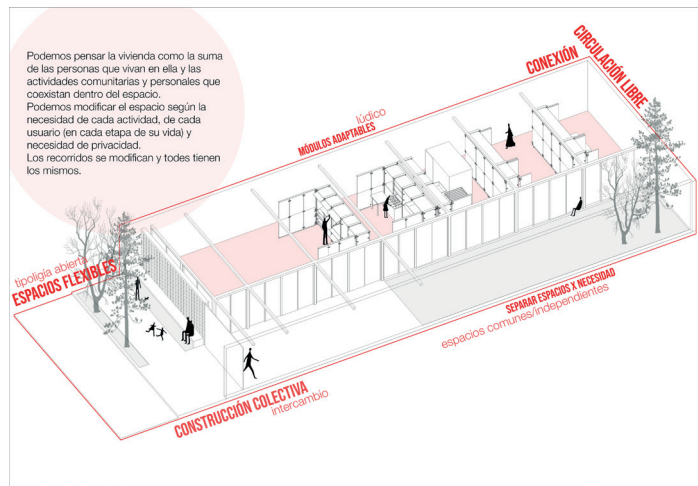 Podemos pensar la vivienda como la suma
de las personas que vivan en ella y las
actividades comunitarias y personales que
coexistan dentro del espacio.
Podemos modificar el espacio según la
necesidad de cada actividad, de cada
usuario (en cada etapa de su vida) y
necesidad de privacidad.
Los recorridos se modifican y todes tienen
los mismos.
CONEXIÓN
CIRCULACIÓN LIBRE
lúdico
MÓDULOS ADAPTABLES
tipoligía abierta
ESPACIOS FLEXIBLES
SEPARAR ESPACIOS X NECESIDAD
espacios comunes/independientes
CONSTRUCCIÓN COLECTIVA
intercambio